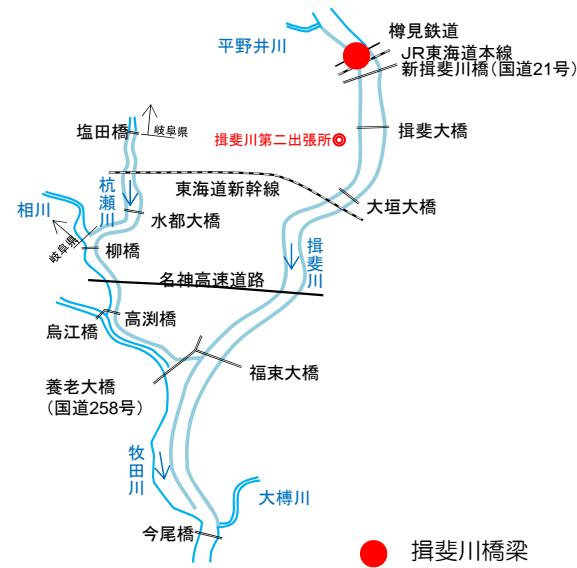 樽見鉄道
平野井川
JR東海道本線
新揖斐川橋(国道21号)
塩田橋
岐阜県
揖斐川第二出張所
揖斐大橋
東海道新幹線
杭瀬川
相川
岐阜県
水都大橋
大垣大橋
柳橋
揖斐川
名神高速道路
高渕橋
烏江橋
福束大橋
養老大橋
(国道258号)
牧田川
大榑川
今尾橋
揖斐川橋梁